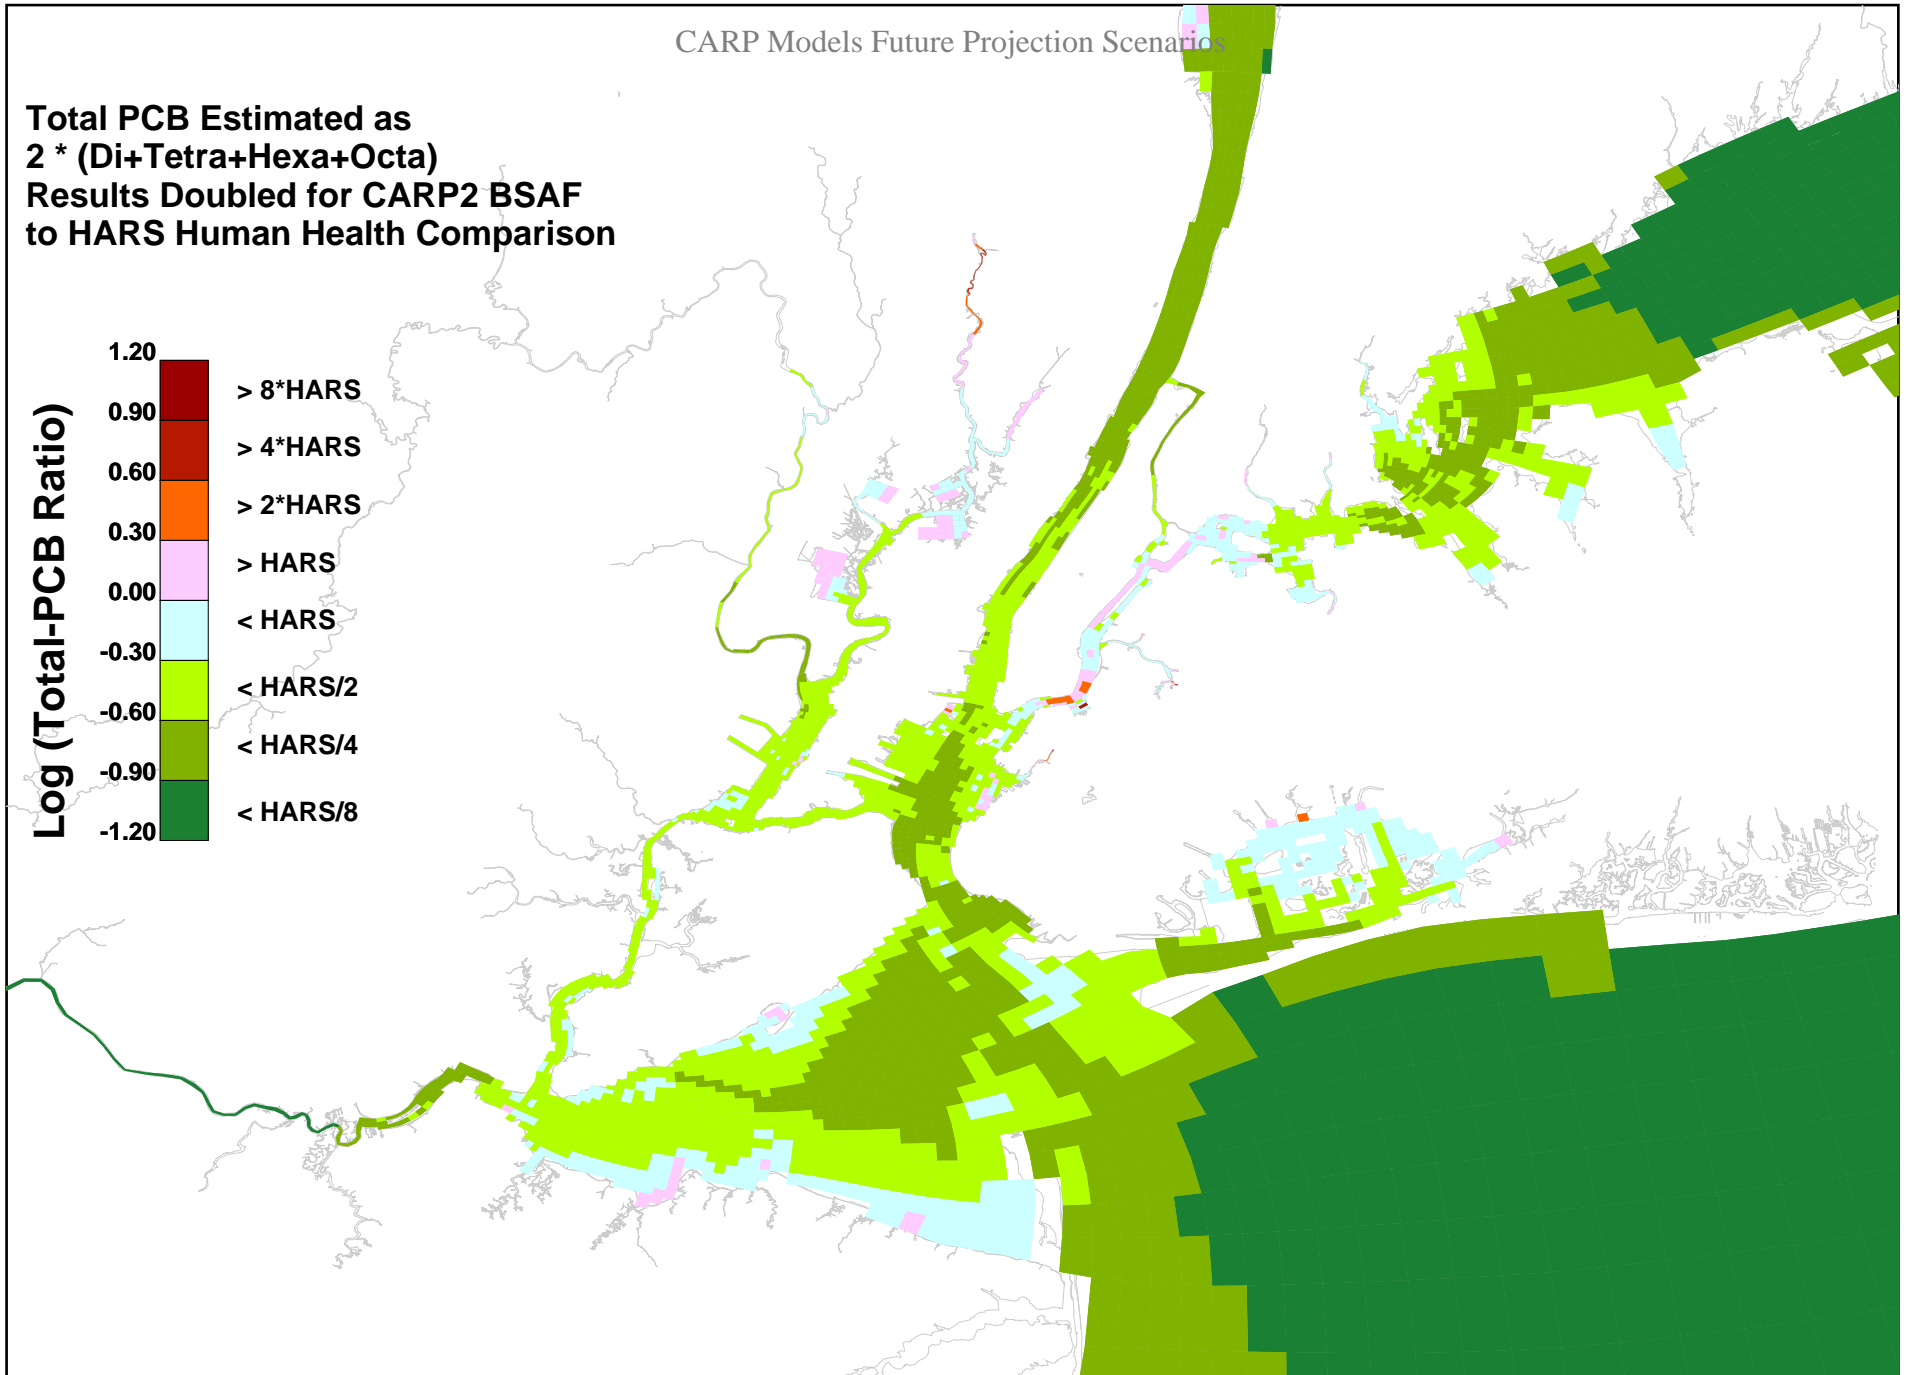 CARP Models Future Projection Scenarios
Total PCB Estimated as
2 * (Di+Tetra+Hexa+Octa)
Results Doubled for CARP2 BSAF
to HARS Human Health Comparison
Log (Total-PCB Ratio)
1.20
> 8*HARS
0.90
> 4*HARS
0.60
> 2*HARS
0.30
> HARS
0.00
< HARS
-0.30
< HARS/2
-0.60
< HARS/4
-0.90
< HARS/8
-1.20